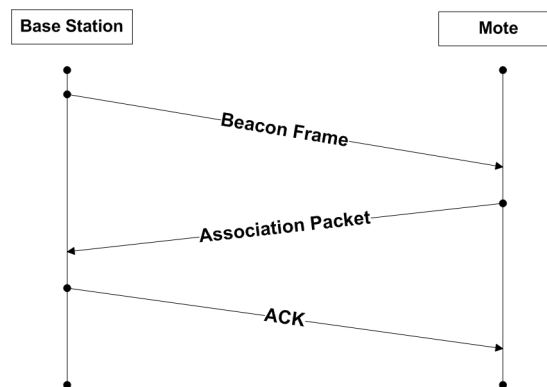 Base Station
Mote
Beacon Frame
Association Packet
ACK